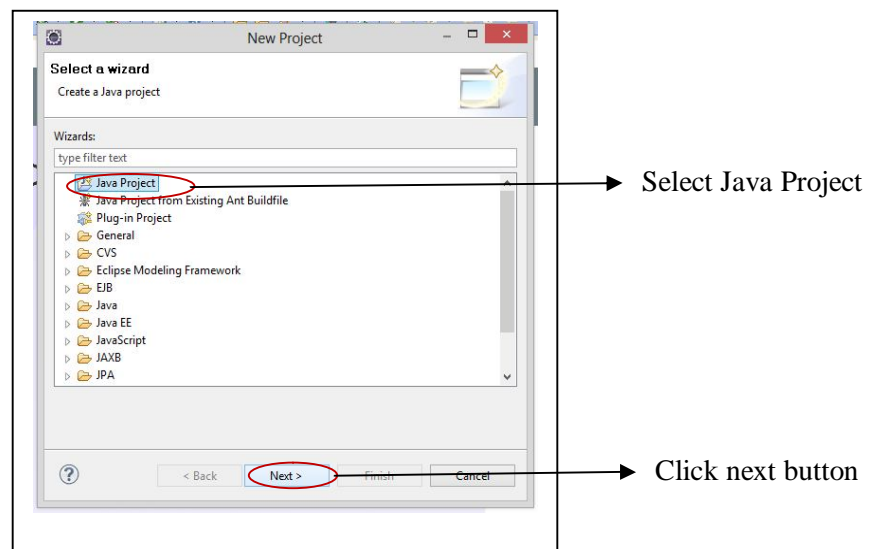 New Project
Select a wizard
Create a Java project
Wizards:
type filter text
Java Project
Select Java Project
Java Project from Existing Ant Buildfile
Plug-in Project
General
CVS
Eclipse Modeling Framework
EJB
Java
Java EE
JavaScript
JAXB
JPA
< Back
Next >
Finish
Cancel
Click next button